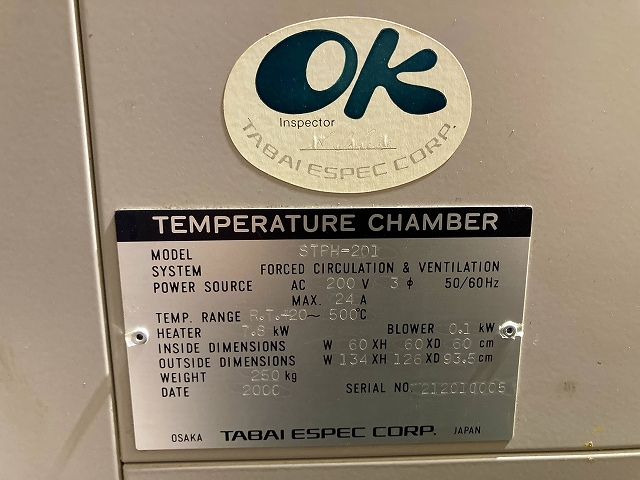 OK
Inspector
TABAI ESPEC CORP.
TEMPERATURE CHAMBER
MODEL STPH-201
SYSTEM FORCED CIRCULATION & VENTILATION
POWER SOURCE AC 200 V 3 ϕ 50/60Hz
MAX. 24 A
TEMP. RANGE R.T.+20～ 500℃
HEATER 7.6 kW BLOWER 0.1 kW
INSIDE DIMENSIONS W 60 XH 60 XD 60 cm
OUTSIDE DIMENSIONS W 134 XH 126 XD 93.5 cm
WEIGHT 250 kg
DATE 2000 SERIAL NO. 212010005
OSAKA TABAI ESPEC CORP. JAPAN